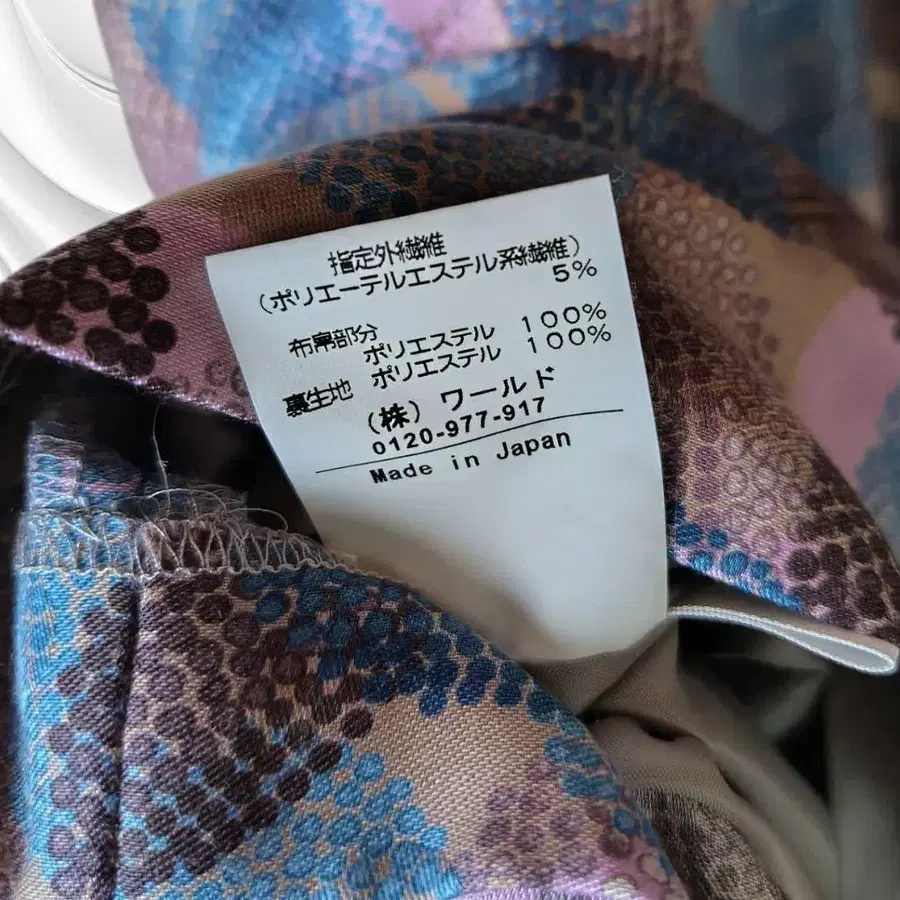 指定外繊維
(ポリエーテルエステル系繊維)
5%
布帛部分
ポリエステル 100%
裏生地 ポリエステル 100%
(株) ワールド
0120-977-917
Made in Japan